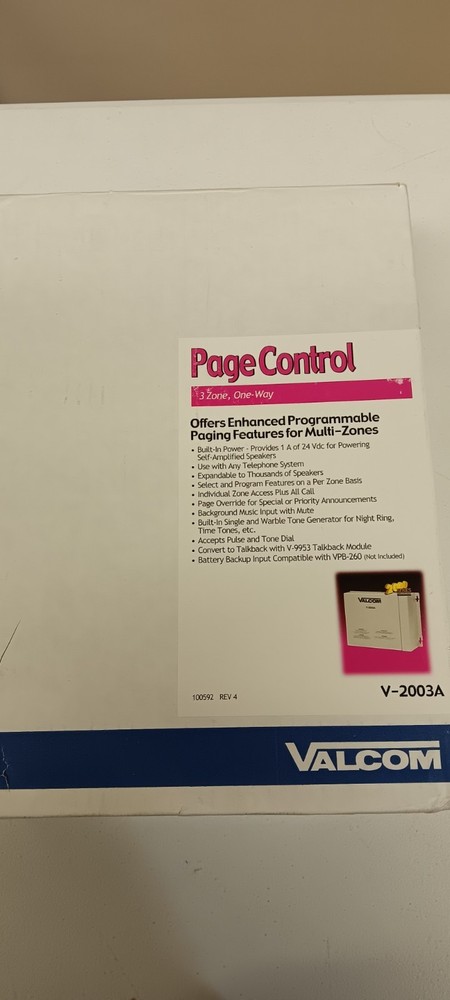 Page Control
3 Zone, One-Way
Offers Enhanced Programmable
Paging Features for Multi-Zones
• Built-In Power - Provides 1 A of 24 Vdc for Powering
Self-Amplified Speakers
• Use with Any Telephone System
• Expandable to Thousands of Speakers
• Select and Program Features on a Per Zone Basis
• Individual Zone Access Plus All Call
• Page Override for Special or Priority Announcements
• Background Music Input with Mute
• Built-In Single and Warble Tone Generator for Night Ring,
Time Tones, etc.
• Accepts Pulse and Tone Dial
• Convert to Talkback with V-9953 Talkback Module
• Battery Backup Input Compatible with VPB-260 (Not Included)
VALCOM
100592 REV 4
V-2003A
VALCOM